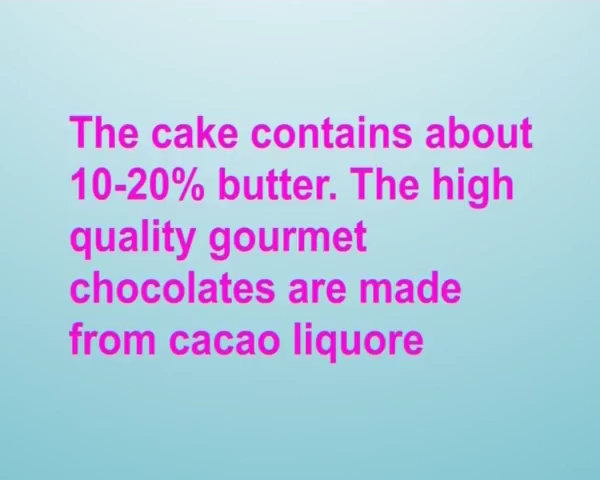 The cake contains about
10-20% butter. The high
quality gourmet
chocolates are made
from cacao liquore